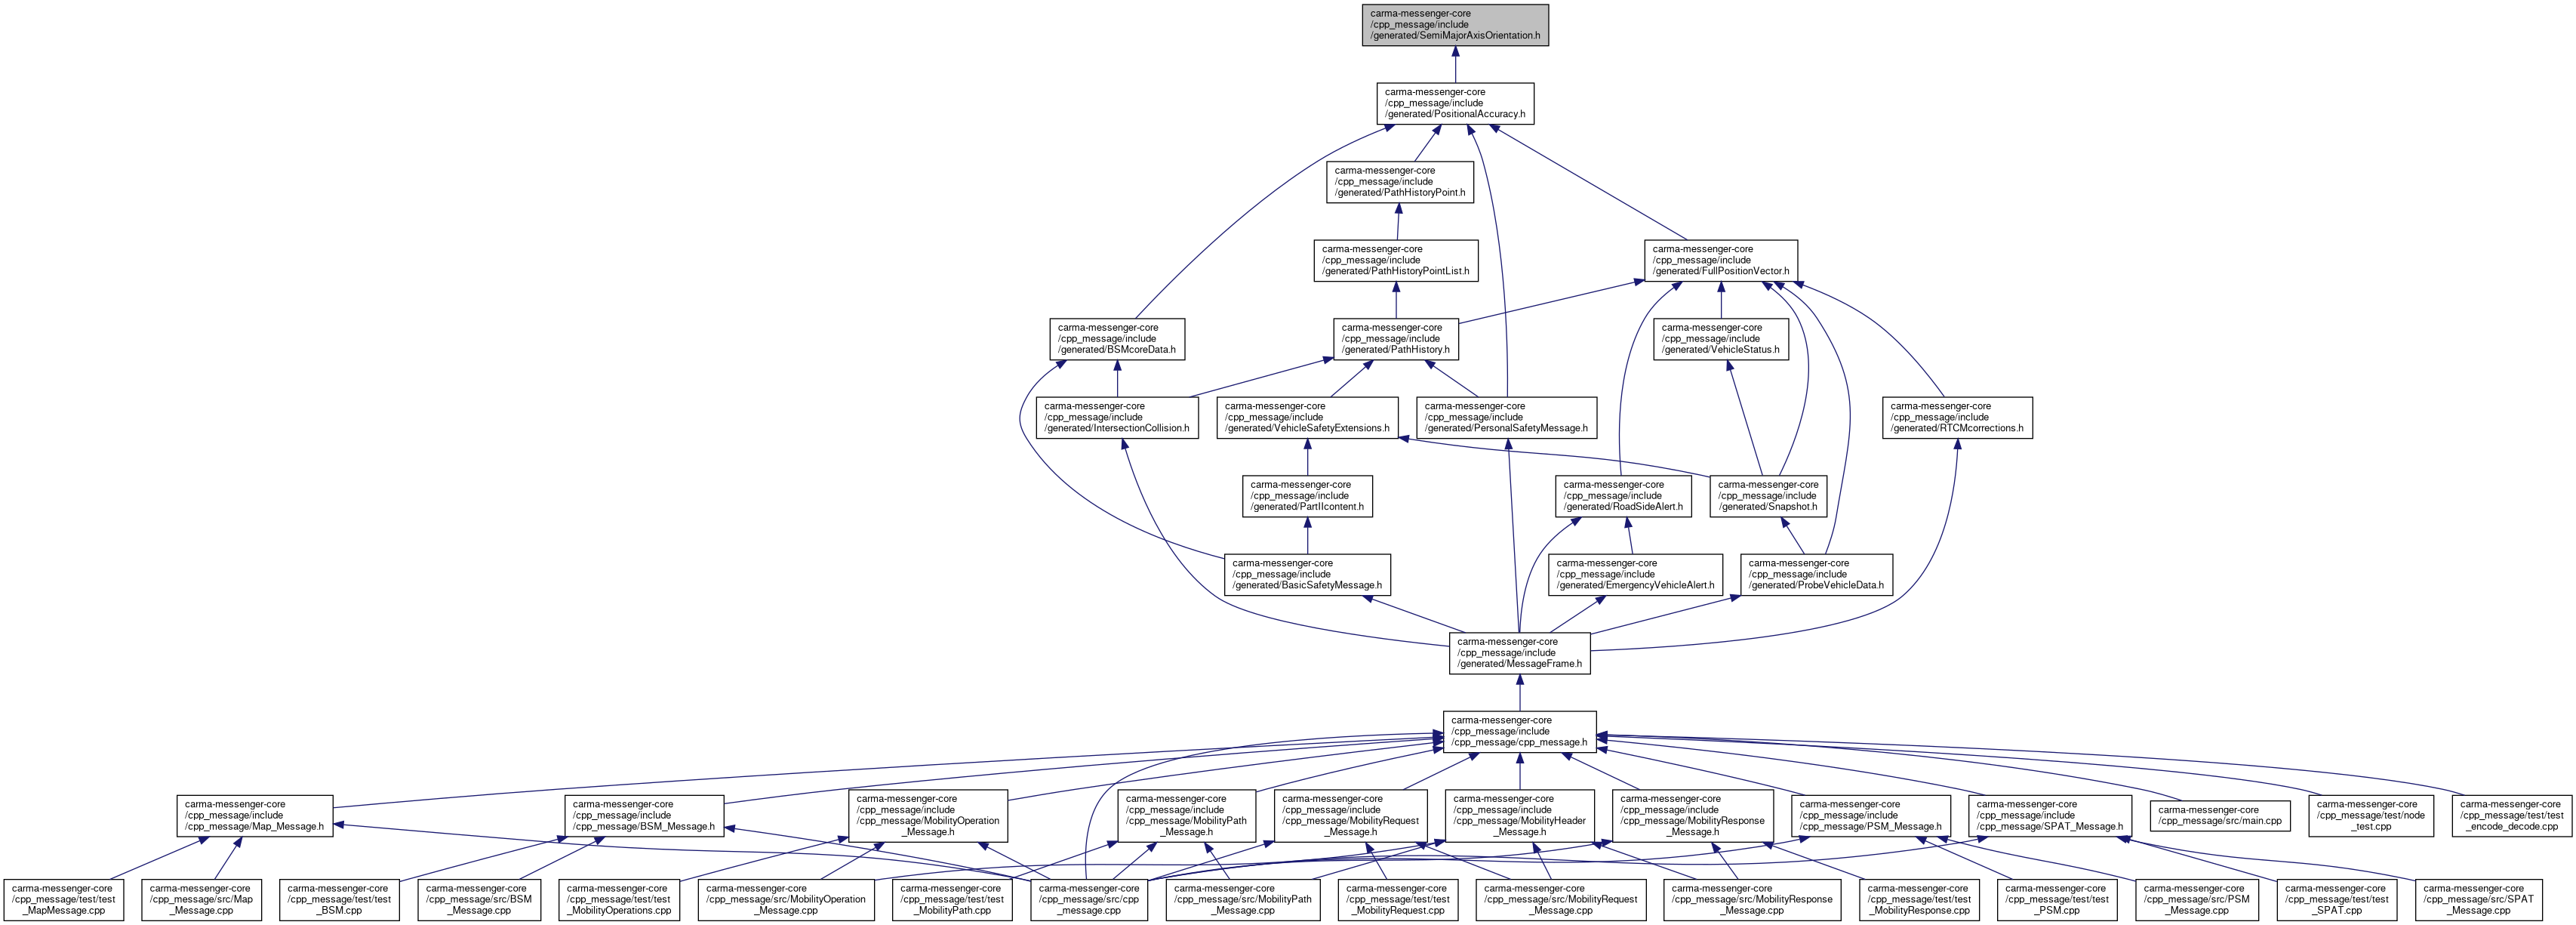 carma-messenger-core
/cpp_message/include
/generated/SemiMajorAxisOrientation.h
carma-messenger-core
/cpp_message/include
/generated/PositionalAccuracy.h
carma-messenger-core
/cpp_message/include
/generated/PathHistoryPoint.h
carma-messenger-core
/cpp_message/include
/generated/PathHistoryPointList.h
carma-messenger-core
/cpp_message/include
/generated/FullPositionVector.h
carma-messenger-core
/cpp_message/include
/generated/BSMcoreData.h
carma-messenger-core
/cpp_message/include
/generated/PathHistory.h
carma-messenger-core
/cpp_message/include
/generated/VehicleStatus.h
carma-messenger-core
/cpp_message/include
/generated/IntersectionCollision.h
carma-messenger-core
/cpp_message/include
/generated/VehicleSafetyExtensions.h
carma-messenger-core
/cpp_message/include
/generated/PersonalSafetyMessage.h
carma-messenger-core
/cpp_message/include
/generated/RTCMcorrections.h
carma-messenger-core
/cpp_message/include
/generated/PartIIcontent.h
carma-messenger-core
/cpp_message/include
/generated/RoadSideAlert.h
carma-messenger-core
/cpp_message/include
/generated/Snapshot.h
carma-messenger-core
/cpp_message/include
/generated/BasicSafetyMessage.h
carma-messenger-core
/cpp_message/include
/generated/EmergencyVehicleAlert.h
carma-messenger-core
/cpp_message/include
/generated/ProbeVehicleData.h
carma-messenger-core
/cpp_message/include
/generated/MessageFrame.h
carma-messenger-core
/cpp_message/include
/cpp_message/cpp_message.h
carma-messenger-core
/cpp_message/include
/cpp_message/Map_Message.h
carma-messenger-core
/cpp_message/include
/cpp_message/BSM_Message.h
carma-messenger-core
/cpp_message/include
/cpp_message/MobilityOperation
_Message.h
carma-messenger-core
/cpp_message/include
/cpp_message/MobilityPath
_Message.h
carma-messenger-core
/cpp_message/include
/cpp_message/MobilityRequest
_Message.h
carma-messenger-core
/cpp_message/include
/cpp_message/MobilityHeader
_Message.h
carma-messenger-core
/cpp_message/include
/cpp_message/MobilityResponse
_Message.h
carma-messenger-core
/cpp_message/include
/cpp_message/PSM_Message.h
carma-messenger-core
/cpp_message/include
/cpp_message/SPAT_Message.h
carma-messenger-core
/cpp_message/src/main.cpp
carma-messenger-core
/cpp_message/test/node
_test.cpp
carma-messenger-core
/cpp_message/test/test
_encode_decode.cpp
carma-messenger-core
/cpp_message/test/test
_MapMessage.cpp
carma-messenger-core
/cpp_message/src/Map
_Message.cpp
carma-messenger-core
/cpp_message/test/test
_BSM.cpp
carma-messenger-core
/cpp_message/src/BSM
_Message.cpp
carma-messenger-core
/cpp_message/test/test
_MobilityOperations.cpp
carma-messenger-core
/cpp_message/src/MobilityOperation
_Message.cpp
carma-messenger-core
/cpp_message/test/test
_MobilityPath.cpp
carma-messenger-core
/cpp_message/src/cpp
_message.cpp
carma-messenger-core
/cpp_message/src/MobilityPath
_Message.cpp
carma-messenger-core
/cpp_message/test/test
_MobilityRequest.cpp
carma-messenger-core
/cpp_message/src/MobilityRequest
_Message.cpp
carma-messenger-core
/cpp_message/src/MobilityResponse
_Message.cpp
carma-messenger-core
/cpp_message/test/test
_MobilityResponse.cpp
carma-messenger-core
/cpp_message/test/test
_PSM.cpp
carma-messenger-core
/cpp_message/src/PSM
_Message.cpp
carma-messenger-core
/cpp_message/test/test
_SPAT.cpp
carma-messenger-core
/cpp_message/src/SPAT
_Message.cpp